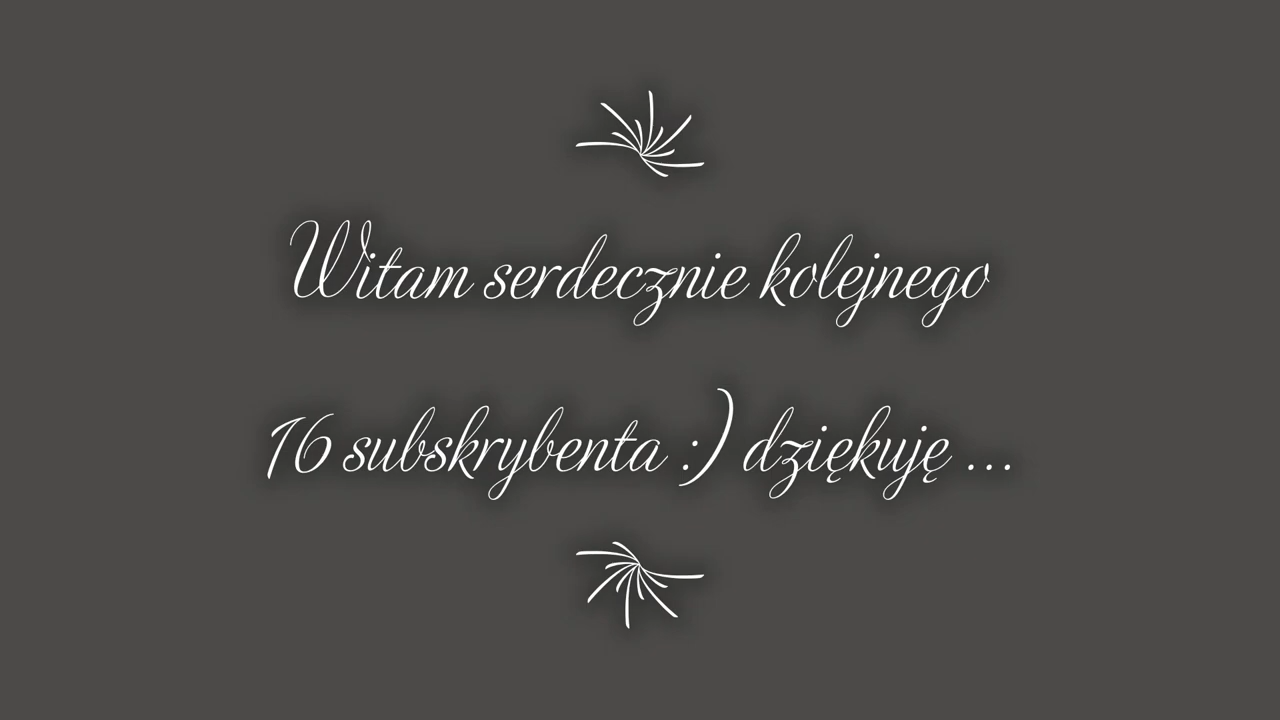 Witam serdecznie kolejnego
16 subskrybenta :) dziękuję ...